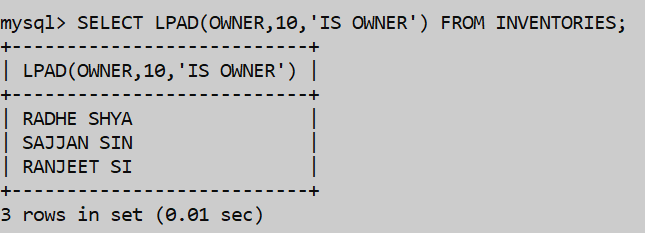 mysql> SELECT LPAD(OWNER,10,'IS OWNER') FROM INVENTORIES;
+---------------------------+
| LPAD(OWNER,10,'IS OWNER') |
+---------------------------+
| RADHE SHYA                |
| SAJJAN SIN                |
| RANJEET SI                |
+---------------------------+
3 rows in set (0.01 sec)